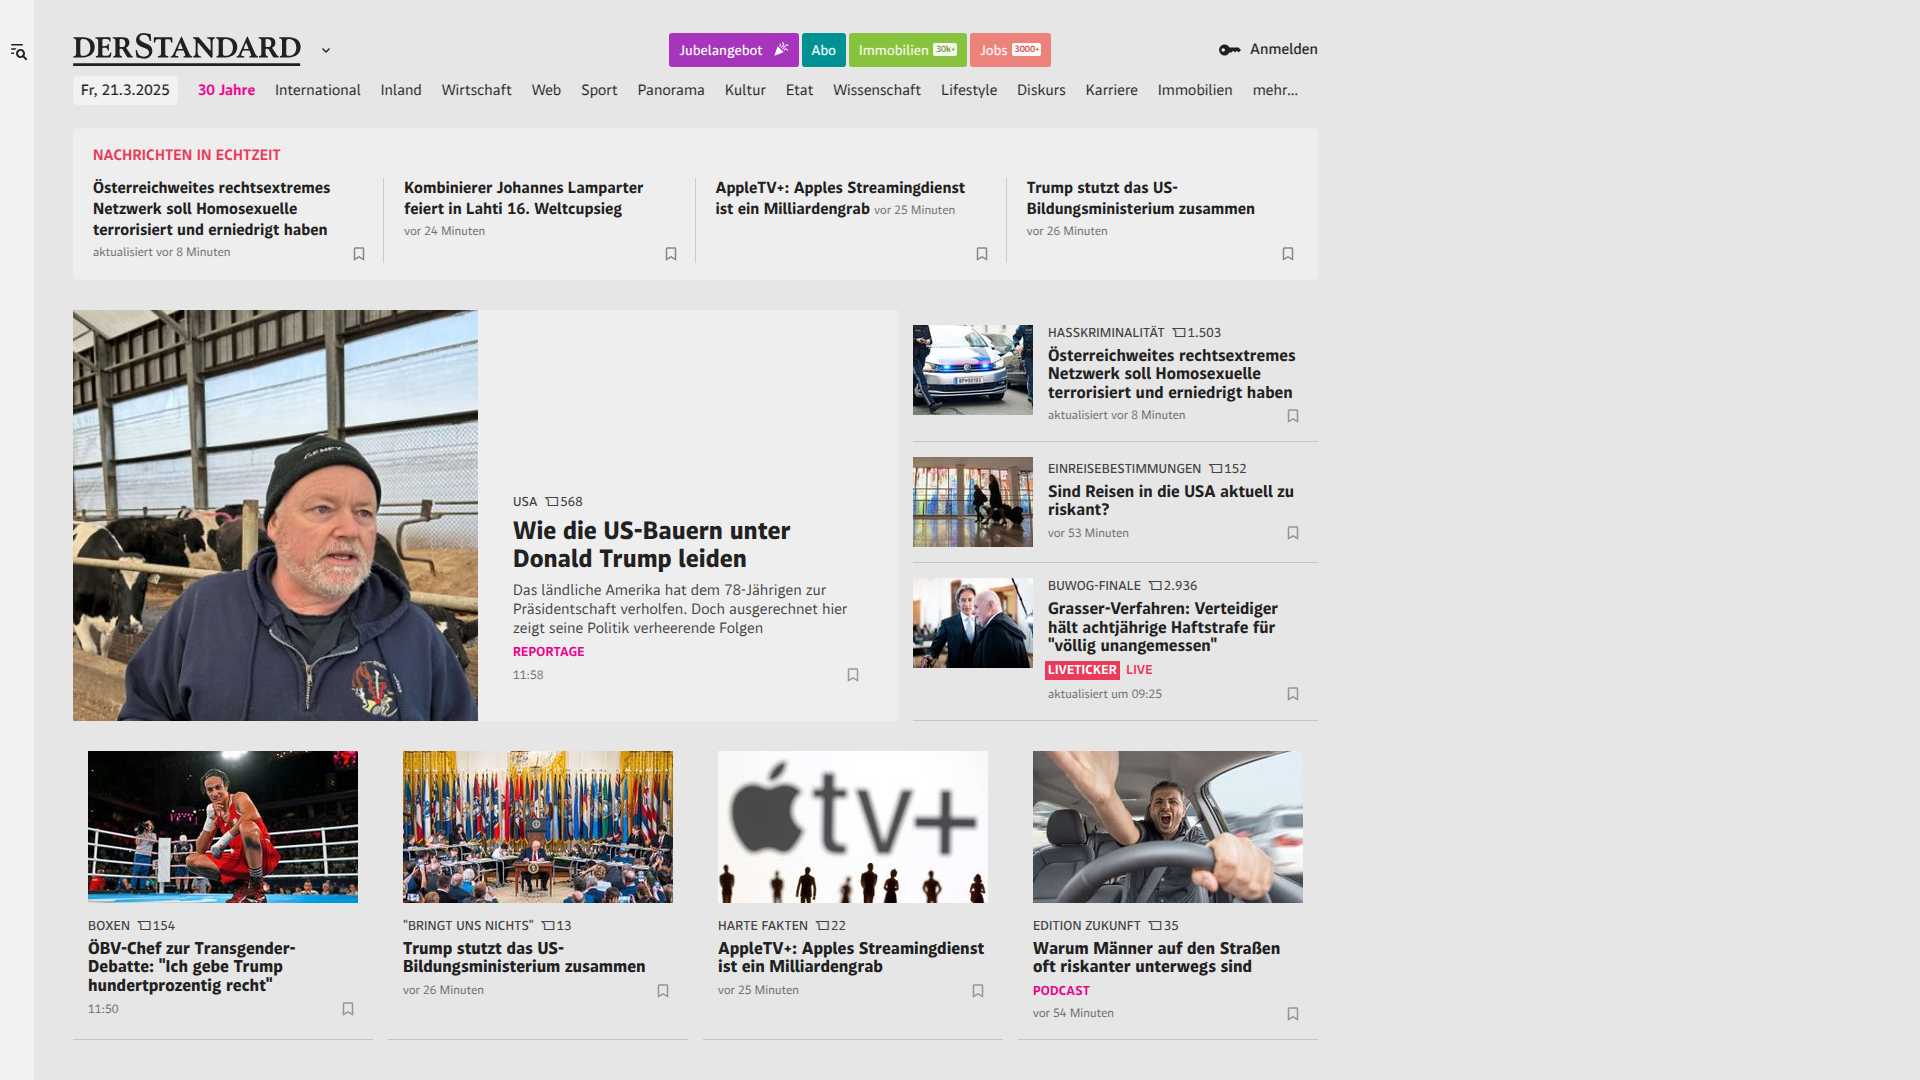 DERSTANDARD
Jubelangebot
Abo
Immobilien 30k+
Jobs 3000+
Anmelden
Fr, 21.3.2025
30 Jahre
International
Inland
Wirtschaft
Web
Sport
Panorama
Kultur
Etat
Wissenschaft
Lifestyle
Diskurs
Karriere
Immobilien
mehr...
NACHRICHTEN IN ECHTZEIT
Österreichweites rechtsextremes
Netzwerk soll Homosexuelle
terrorisiert und erniedrigt haben
aktualisiert vor 8 Minuten
Kombinierer Johannes Lamparter
feiert in Lahti 16. Weltcupsieg
vor 24 Minuten
AppleTV+: Apples Streamingdienst
ist ein Milliardengrab vor 25 Minuten
Trump stutzt das US-
Bildungsministerium zusammen
vor 26 Minuten
USA 568
Wie die US-Bauern unter
Donald Trump leiden
Das ländliche Amerika hat dem 78-Jährigen zur
Präsidentschaft verholfen. Doch ausgerechnet hier
zeigt seine Politik verheerende Folgen
REPORTAGE
11:58
HASSKRIMINALITÄT 1.503
Österreichweites rechtsextremes
Netzwerk soll Homosexuelle
terrorisiert und erniedrigt haben
aktualisiert vor 8 Minuten
EINREISEBESTIMMUNGEN 152
Sind Reisen in die USA aktuell zu
riskant?
vor 53 Minuten
BUWOG-FINALE 2.936
Grasser-Verfahren: Verteidiger
hält achtjährige Haftstrafe für
"völlig unangemessen"
LIVETICKER LIVE
aktualisiert um 09:25
BOXEN 154
ÖBV-Chef zur Transgender-
Debatte: "Ich gebe Trump
hundertprozentig recht"
11:50
"BRINGT UNS NICHTS" 13
Trump stutzt das US-
Bildungsministerium zusammen
vor 26 Minuten
tv+
HARTE FAKTEN 22
AppleTV+: Apples Streamingdienst
ist ein Milliardengrab
vor 25 Minuten
EDITION ZUKUNFT 35
Warum Männer auf den Straßen
oft riskanter unterwegs sind
PODCAST
vor 54 Minuten